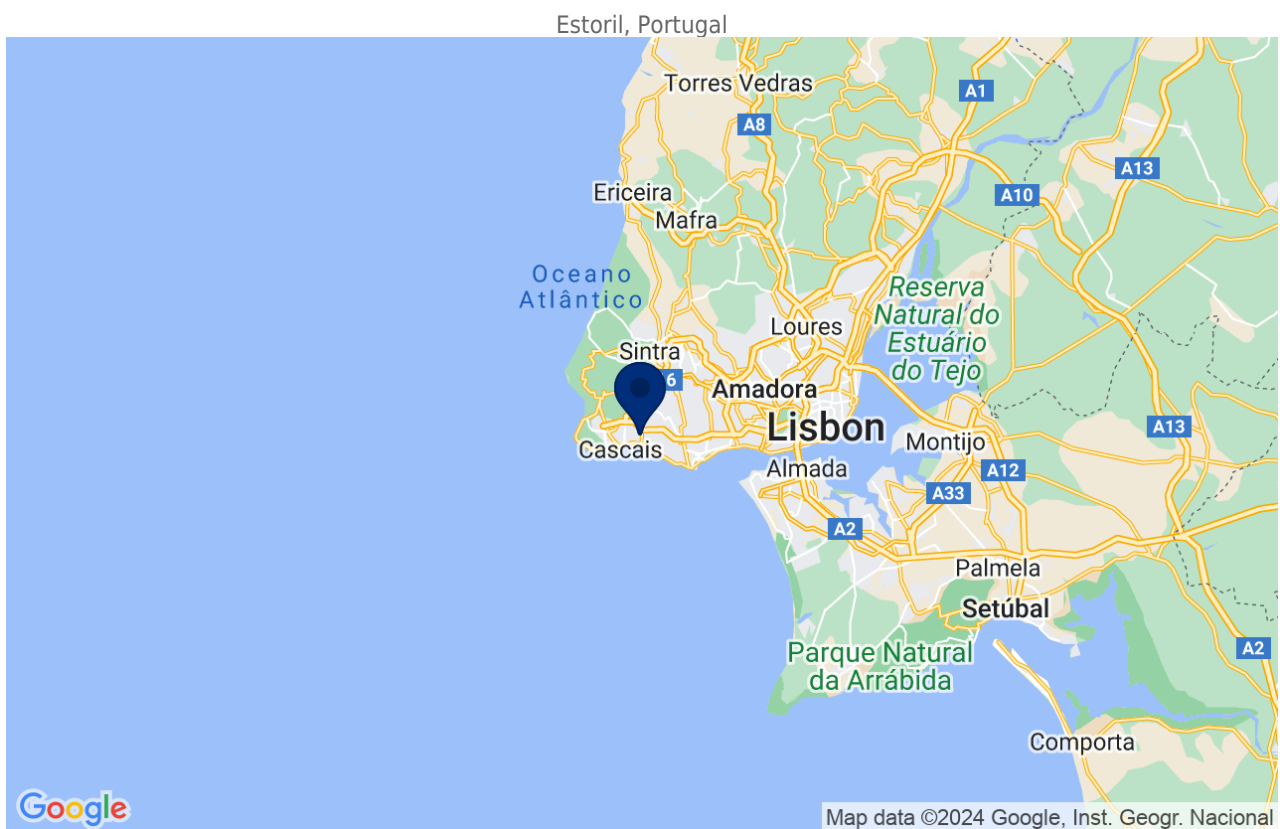 Estoril, Portugal
Torres Vedras
A1
A8
A13
A10
Ericeira
Mafra
Oceano
Atlântico
Reserva
Natural do
Estuário
do Tejo
Loures
Sintra
6
Amadora
Lisbon
A13
Montijo
Cascais
Almada
A12
A33
A2
Palmela
Setúbal
A2
Parque Natural
da Arrábida
Comporta
Google
Map data ©2024 Google, Inst. Geogr. Nacional